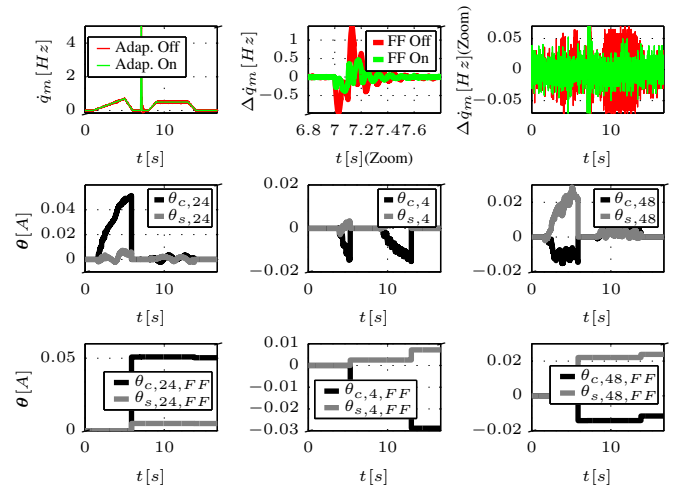 4
2
0
q̇m [Hz]
Adap. Off
Adap. On
0 10
t [s]
1
0.5
0
−0.5
Δq̇m [Hz]
FF Off
FF On
6.8 7 7.2 7.4 7.6
t [s](Zoom)
0.05
0
−0.05
Δq̇m [Hz](Zoom)
0 10
t [s]
0.04
0.02
0
θ [A]
θc,24
θs,24
0 10
t [s]
0.02
0
−0.02
θc,4
θs,4
0 10
t [s]
0.02
0
−0.02
θc,48
θs,48
0 10
t [s]
0.05
0
θ [A]
θc,24,FF
θs,24,FF
0 10
t [s]
0.01
0
−0.01
−0.02
−0.03
θc,4,FF
θs,4,FF
0 10
t [s]
0.02
0
−0.02
θc,48,FF
θs,48,FF
0 10
t [s]